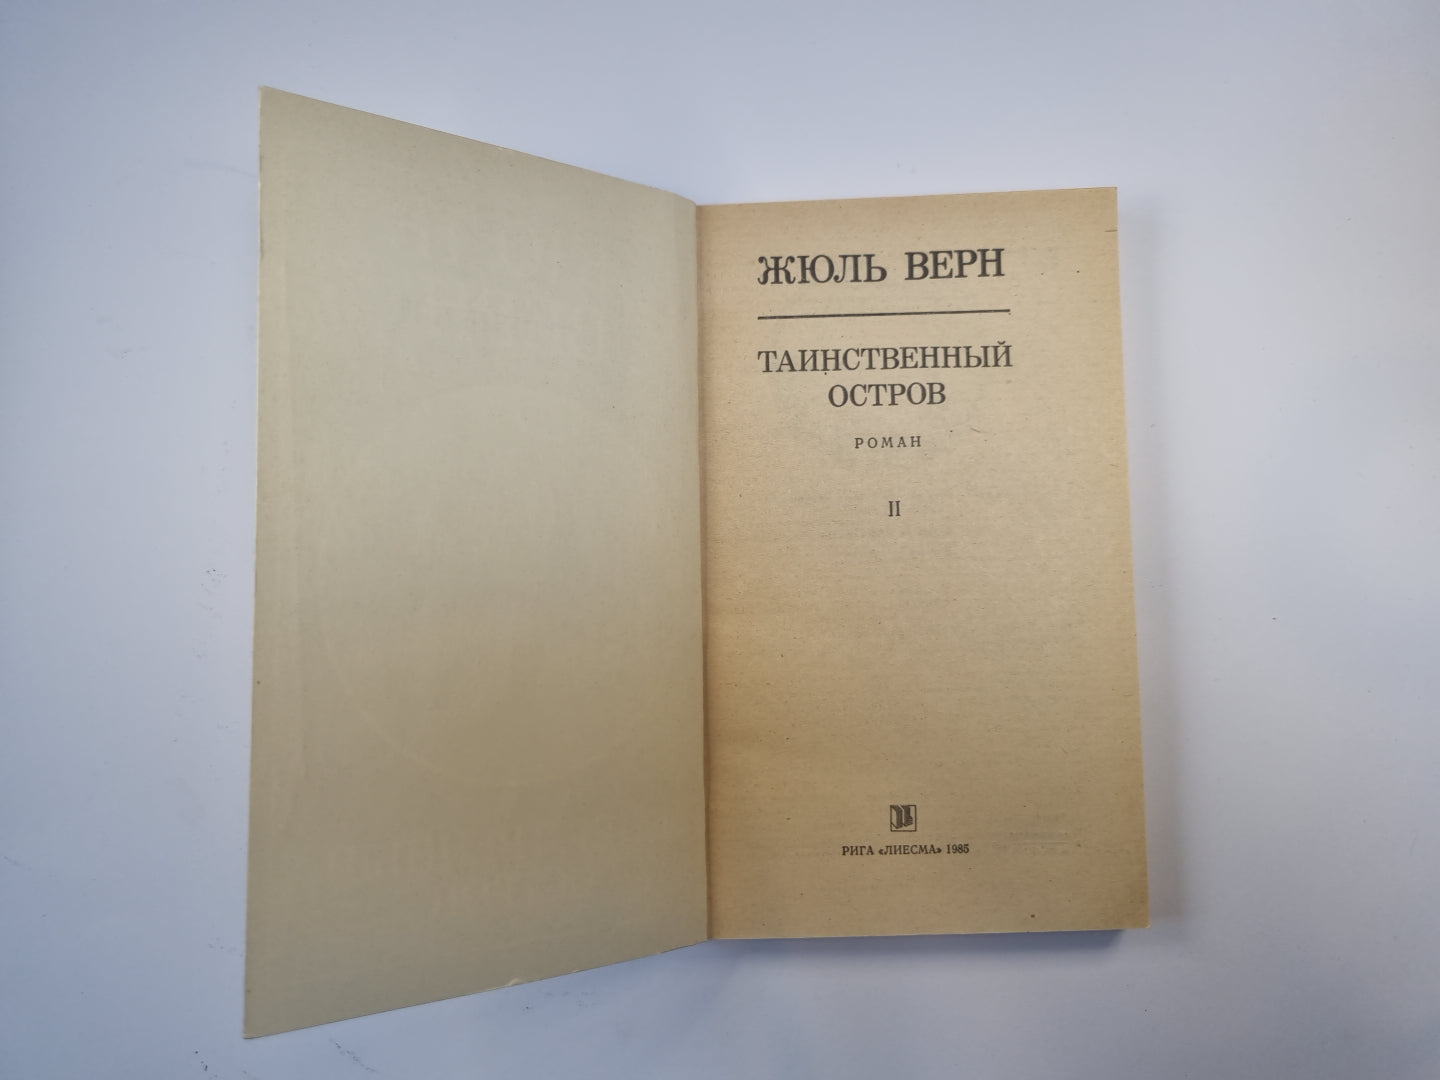 ЖЮЛЬ ВЕРН
ТАИНСТВЕННЫЙ
ОСТРОВ
РОМАН
II
РИГА «ЛИЕСМА» 1985